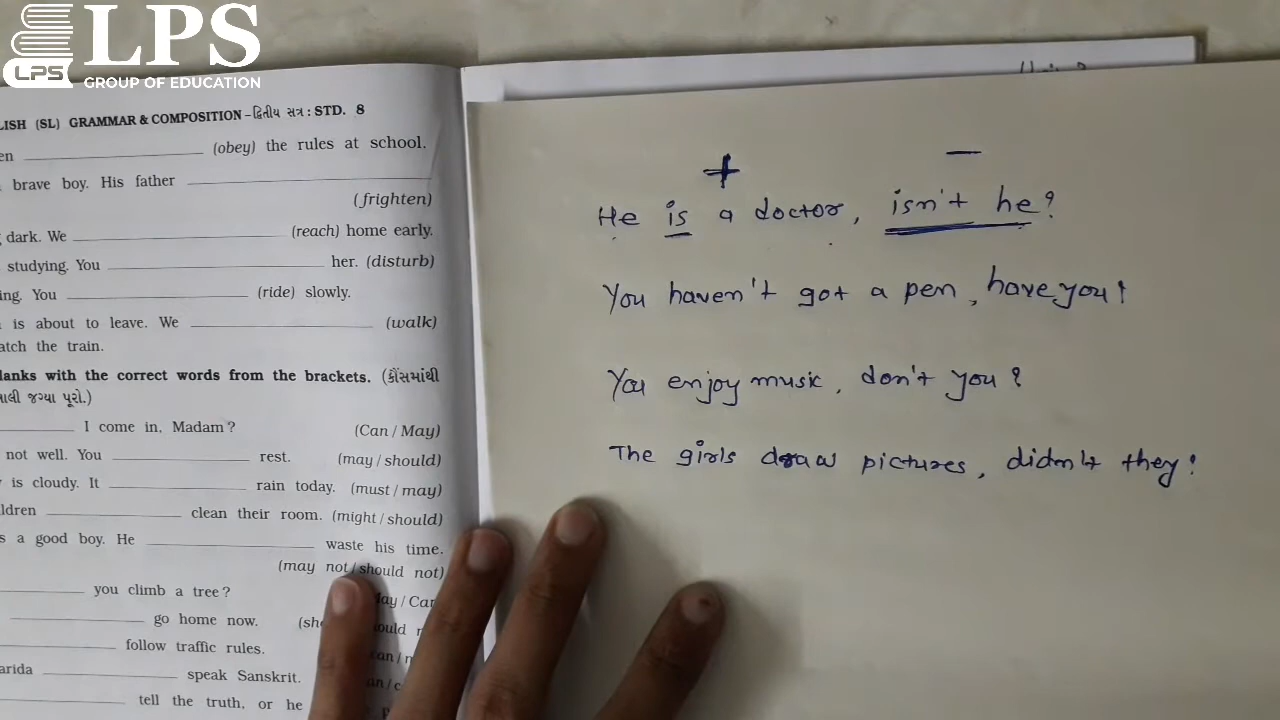 LPS
LPS
GROUP OF EDUCATION
LISH (SL) GRAMMAR & COMPOSITION – દ્વિતીય સત્ર : STD. 8
en (obey) the rules at school.
brave boy. His father
(frighten)
dark. We (reach) home early.
studying. You her. (disturb)
ing. You (ride) slowly.
is about to leave. We (walk)
atch the train.
lanks with the correct words from the brackets. (કૌંસમાંથી
ાલી જગ્યા પૂરો.)
I come in, Madam? (Can / May)
not well. You rest. (may / should)
is cloudy. It rain today. (must / may)
ldren clean their room. (might / should)
s a good boy. He waste his time.
(may not / should not)
you climb a tree? ay / Can
go home now. (sh ould
follow traffic rules. an /
arida speak Sanskrit. an / c
tell the truth, or he
+ –
He is a doctor, isn't he?
You haven't got a pen, have you?
You enjoy music, don't you?
The girls draw pictures, didn't they?